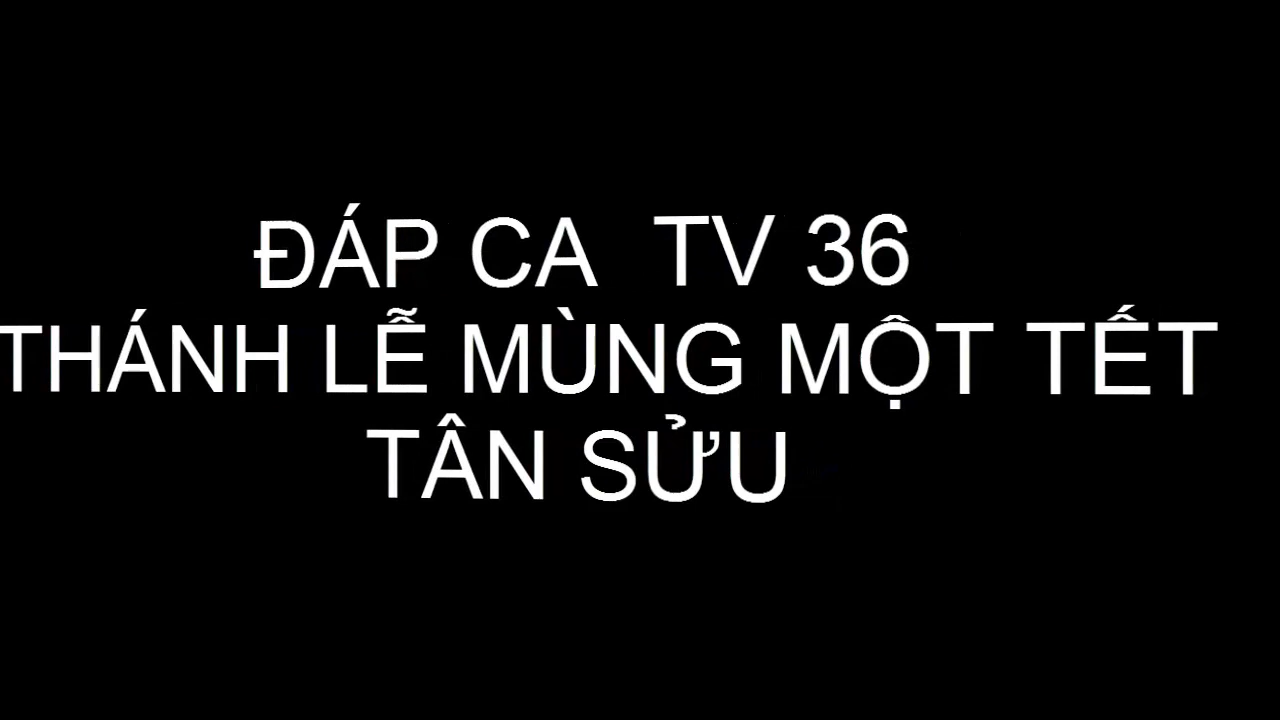 ĐÁP CA  TV 36
THÁNH LỄ MÙNG MỘT TẾT
TÂN SỬU